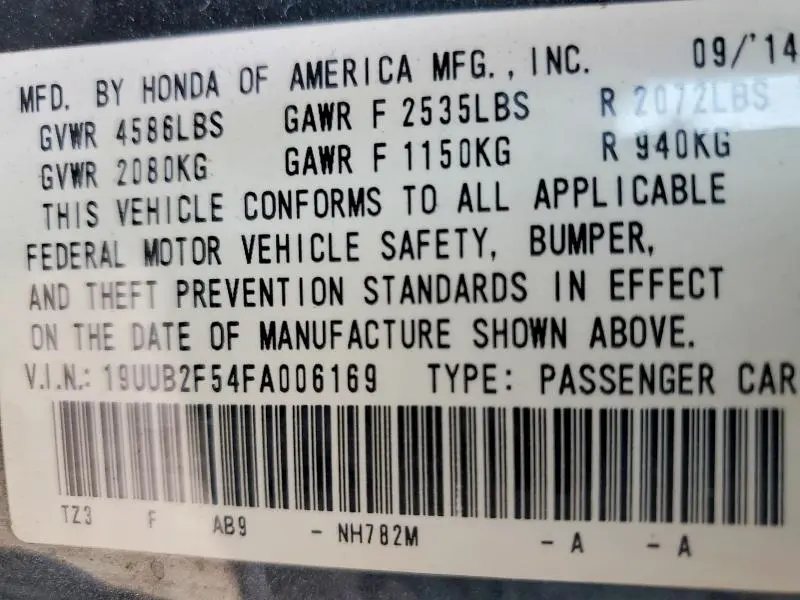 MFD. BY HONDA OF AMERICA MFG., INC. 09/'14
GVWR 4586LBS GAWR F 2535LBS R 2072LBS
GVWR 2080KG GAWR F 1150KG R 940KG
THIS VEHICLE CONFORMS TO ALL APPLICABLE
FEDERAL MOTOR VEHICLE SAFETY, BUMPER,
AND THEFT PREVENTION STANDARDS IN EFFECT
ON THE DATE OF MANUFACTURE SHOWN ABOVE.
V.I.N.: 19UUB2F54FA006169 TYPE: PASSENGER CAR
TZ3 F AB9 - NH782M - A - A